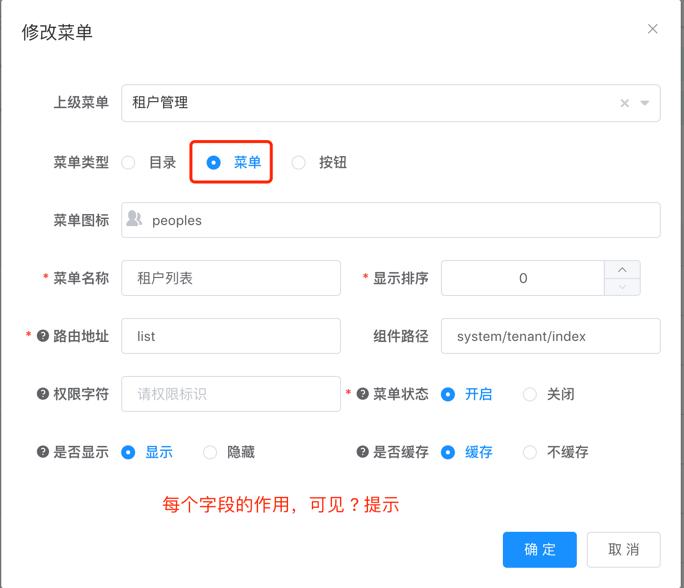 修改菜单
上级菜单 租户管理
菜单类型 目录 菜单 按钮
菜单图标 peoples
* 菜单名称 租户列表 * 显示排序 0
* ? 路由地址 list 组件路径 system/tenant/index
? 权限字符 请权限标识 * ? 菜单状态 开启 关闭
? 是否显示 显示 隐藏 ? 是否缓存 缓存 不缓存
每个字段的作用，可见？提示
确 定 取 消